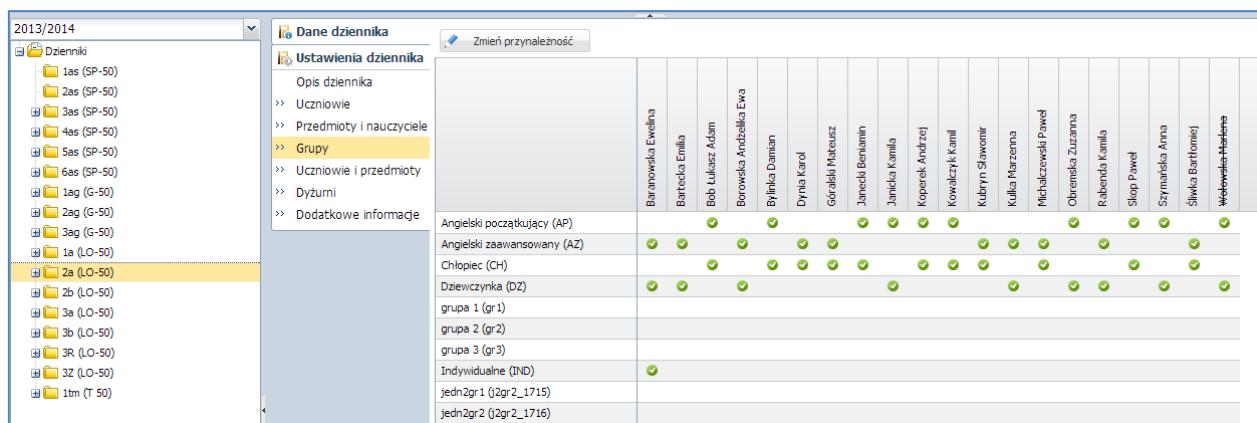 2013/2014
Dzienniki
1as (SP-50)
2as (SP-50)
3as (SP-50)
4as (SP-50)
5as (SP-50)
6as (SP-50)
1ag (G-50)
2ag (G-50)
3ag (G-50)
1a (LO-50)
2a (LO-50)
2b (LO-50)
3a (LO-50)
3b (LO-50)
3R (LO-50)
3Z (LO-50)
1tm (T 50)
Dane dziennika
Ustawienia dziennika
Opis dziennika
>> Uczniowie
>> Przedmioty i nauczyciele
>> Grupy
>> Uczniowie i przedmioty
>> Dyżurni
>> Dodatkowe informacje
Zmień przynależność
Baranowska Ewelina
Bartecka Emilia
Bob Łukasz Adam
Borowska Andżelika Ewa
Bylinka Damian
Dynia Karol
Góralski Mateusz
Janecki Beniamin
Janicka Kamila
Koperek Andrzej
Kowalczyk Kamil
Kubryn Sławomir
Kulka Marzenna
Michalczewski Paweł
Obremska Zuzanna
Rabenda Kamila
Skop Paweł
Szymańska Anna
Śliwka Bartłomiej
Wołowska Marlena
Angielski początkujący (AP)
Angielski zaawansowany (AZ)
Chłopiec (CH)
Dziewczynka (DZ)
grupa 1 (gr1)
grupa 2 (gr2)
grupa 3 (gr3)
Indywidualne (IND)
jedn2gr1 (j2gr2_1715)
jedn2gr2 (j2gr2_1716)